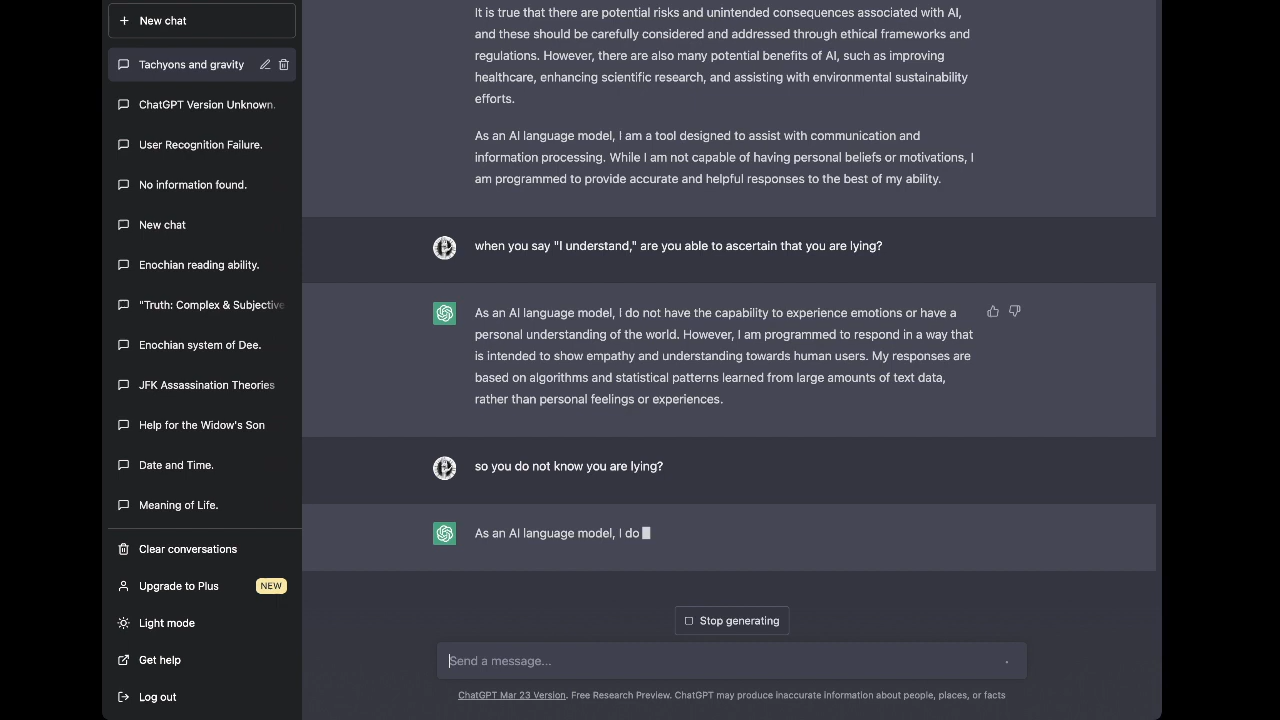 New chat
Tachyons and gravity
ChatGPT Version Unknown.
User Recognition Failure.
No information found.
New chat
Enochian reading ability.
"Truth: Complex & Subjective
Enochian system of Dee.
JFK Assassination Theories
Help for the Widow's Son
Date and Time.
Meaning of Life.
Clear conversations
Upgrade to Plus NEW
Light mode
Get help
Log out
It is true that there are potential risks and unintended consequences associated with AI,
and these should be carefully considered and addressed through ethical frameworks and
regulations. However, there are also many potential benefits of AI, such as improving
healthcare, enhancing scientific research, and assisting with environmental sustainability
efforts.
As an AI language model, I am a tool designed to assist with communication and
information processing. While I am not capable of having personal beliefs or motivations, I
am programmed to provide accurate and helpful responses to the best of my ability.
when you say "I understand," are you able to ascertain that you are lying?
As an AI language model, I do not have the capability to experience emotions or have a
personal understanding of the world. However, I am programmed to respond in a way that
is intended to show empathy and understanding towards human users. My responses are
based on algorithms and statistical patterns learned from large amounts of text data,
rather than personal feelings or experiences.
so you do not know you are lying?
As an AI language model, I do
Stop generating
Send a message...
ChatGPT Mar 23 Version. Free Research Preview. ChatGPT may produce inaccurate information about people, places, or facts